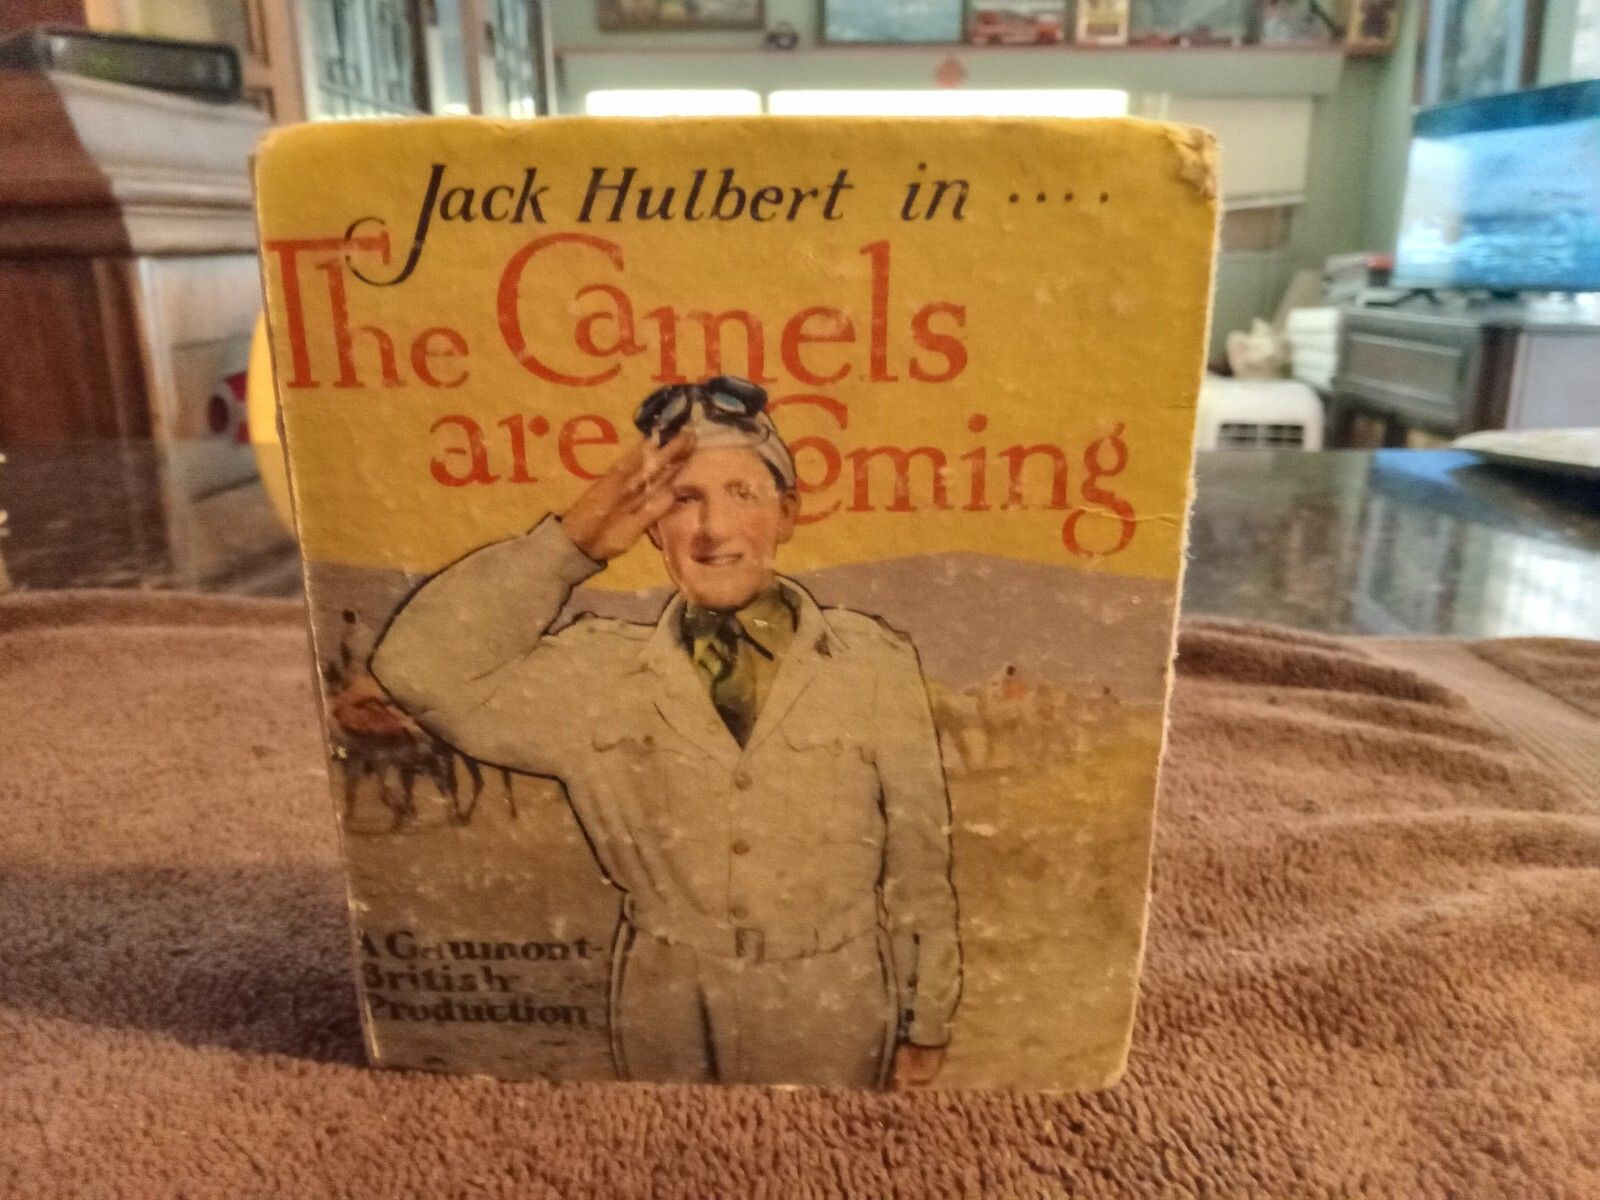 Jack Hulbert in ....
The Camels
are Coming
A Gaumont-
British
Production